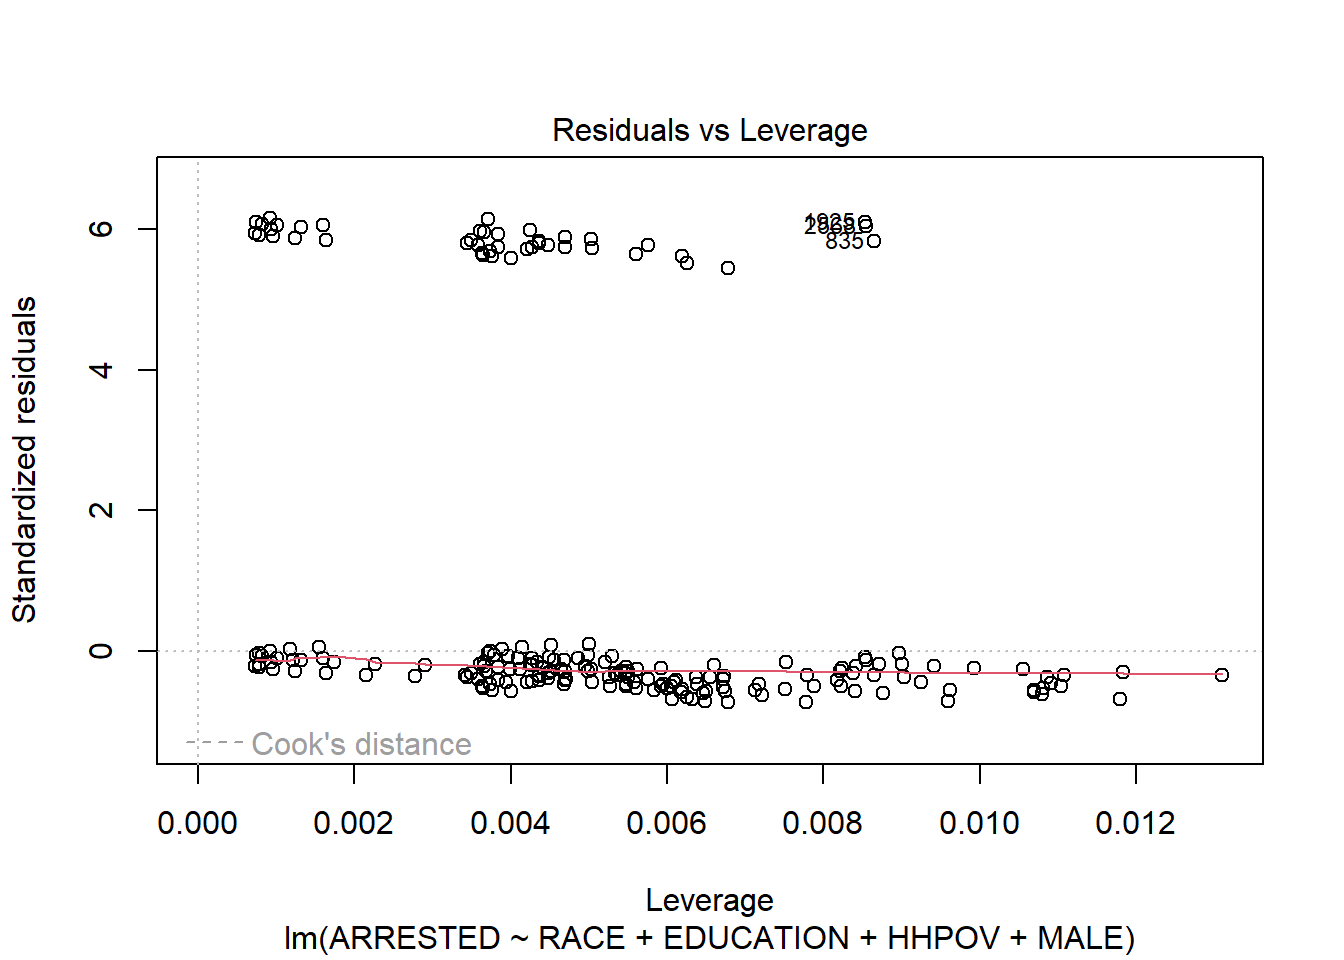 Residuals vs Leverage
Standardized residuals
6
4
2
0
835
Cook's distance
0.000 0.002 0.004 0.006 0.008 0.010 0.012
Leverage
lm(ARRESTED ~ RACE + EDUCATION + HHPOV + MALE)